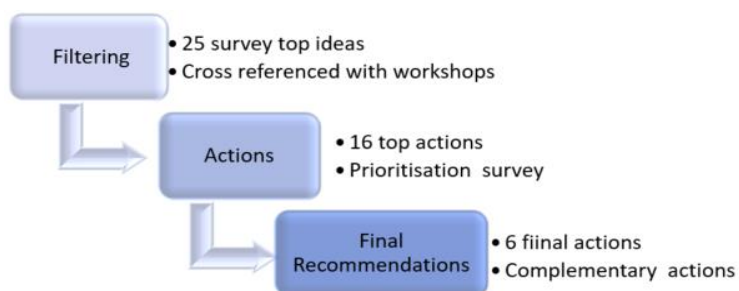 Filtering
• 25 survey top ideas
• Cross referenced with workshops
Actions
• 16 top actions
• Prioritisation survey
Final
Recommendations
• 6 fiinal actions
• Complementary actions